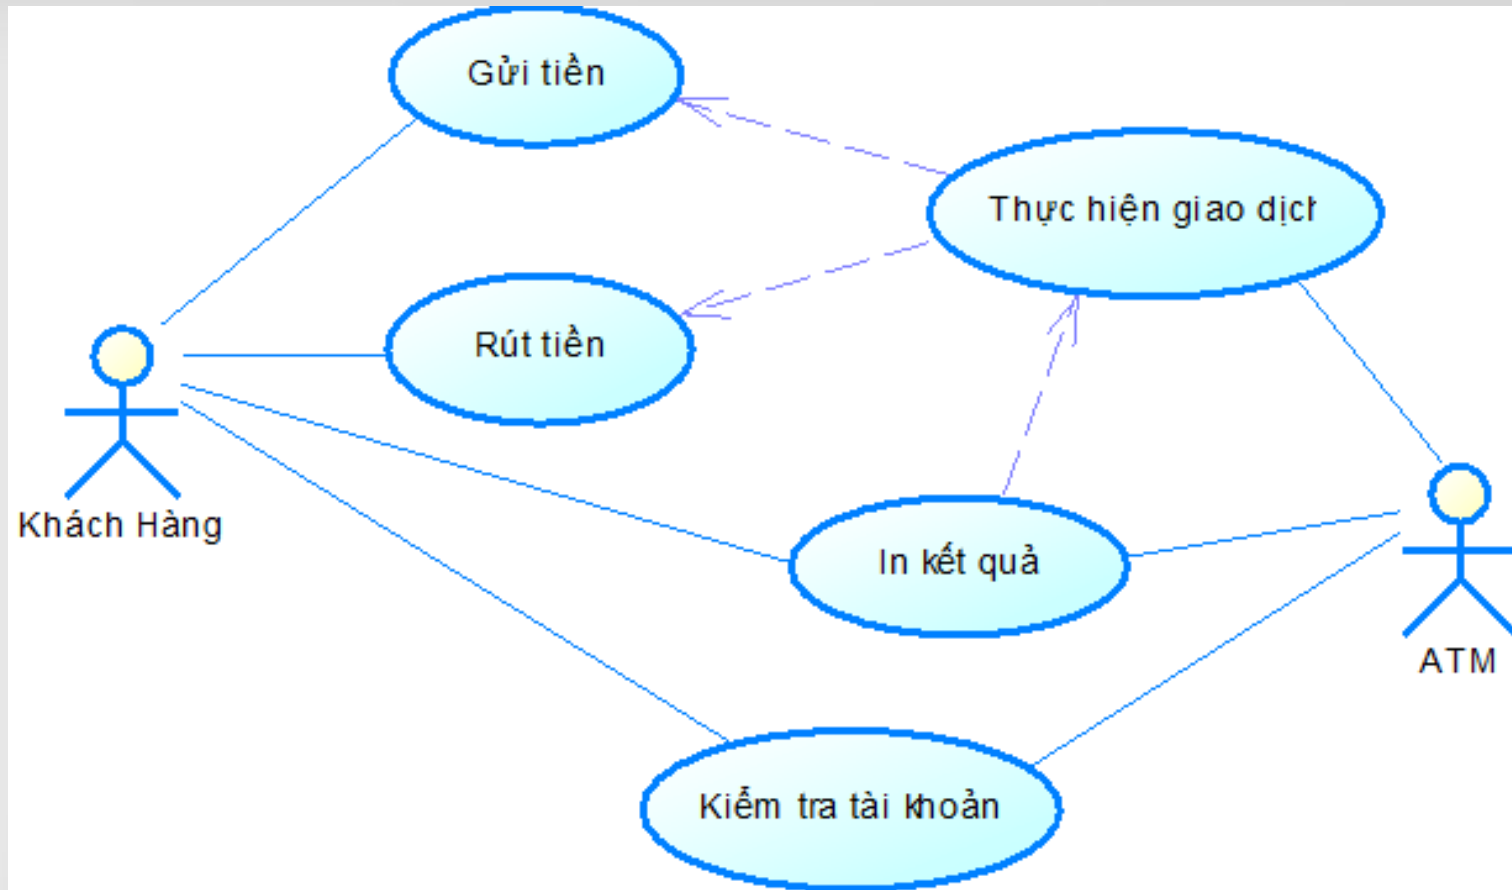 Gửi tiền
Thực hiện giao dịch
Rút tiền
Khách Hàng
In kết quả
ATM
Kiểm tra tài khoản